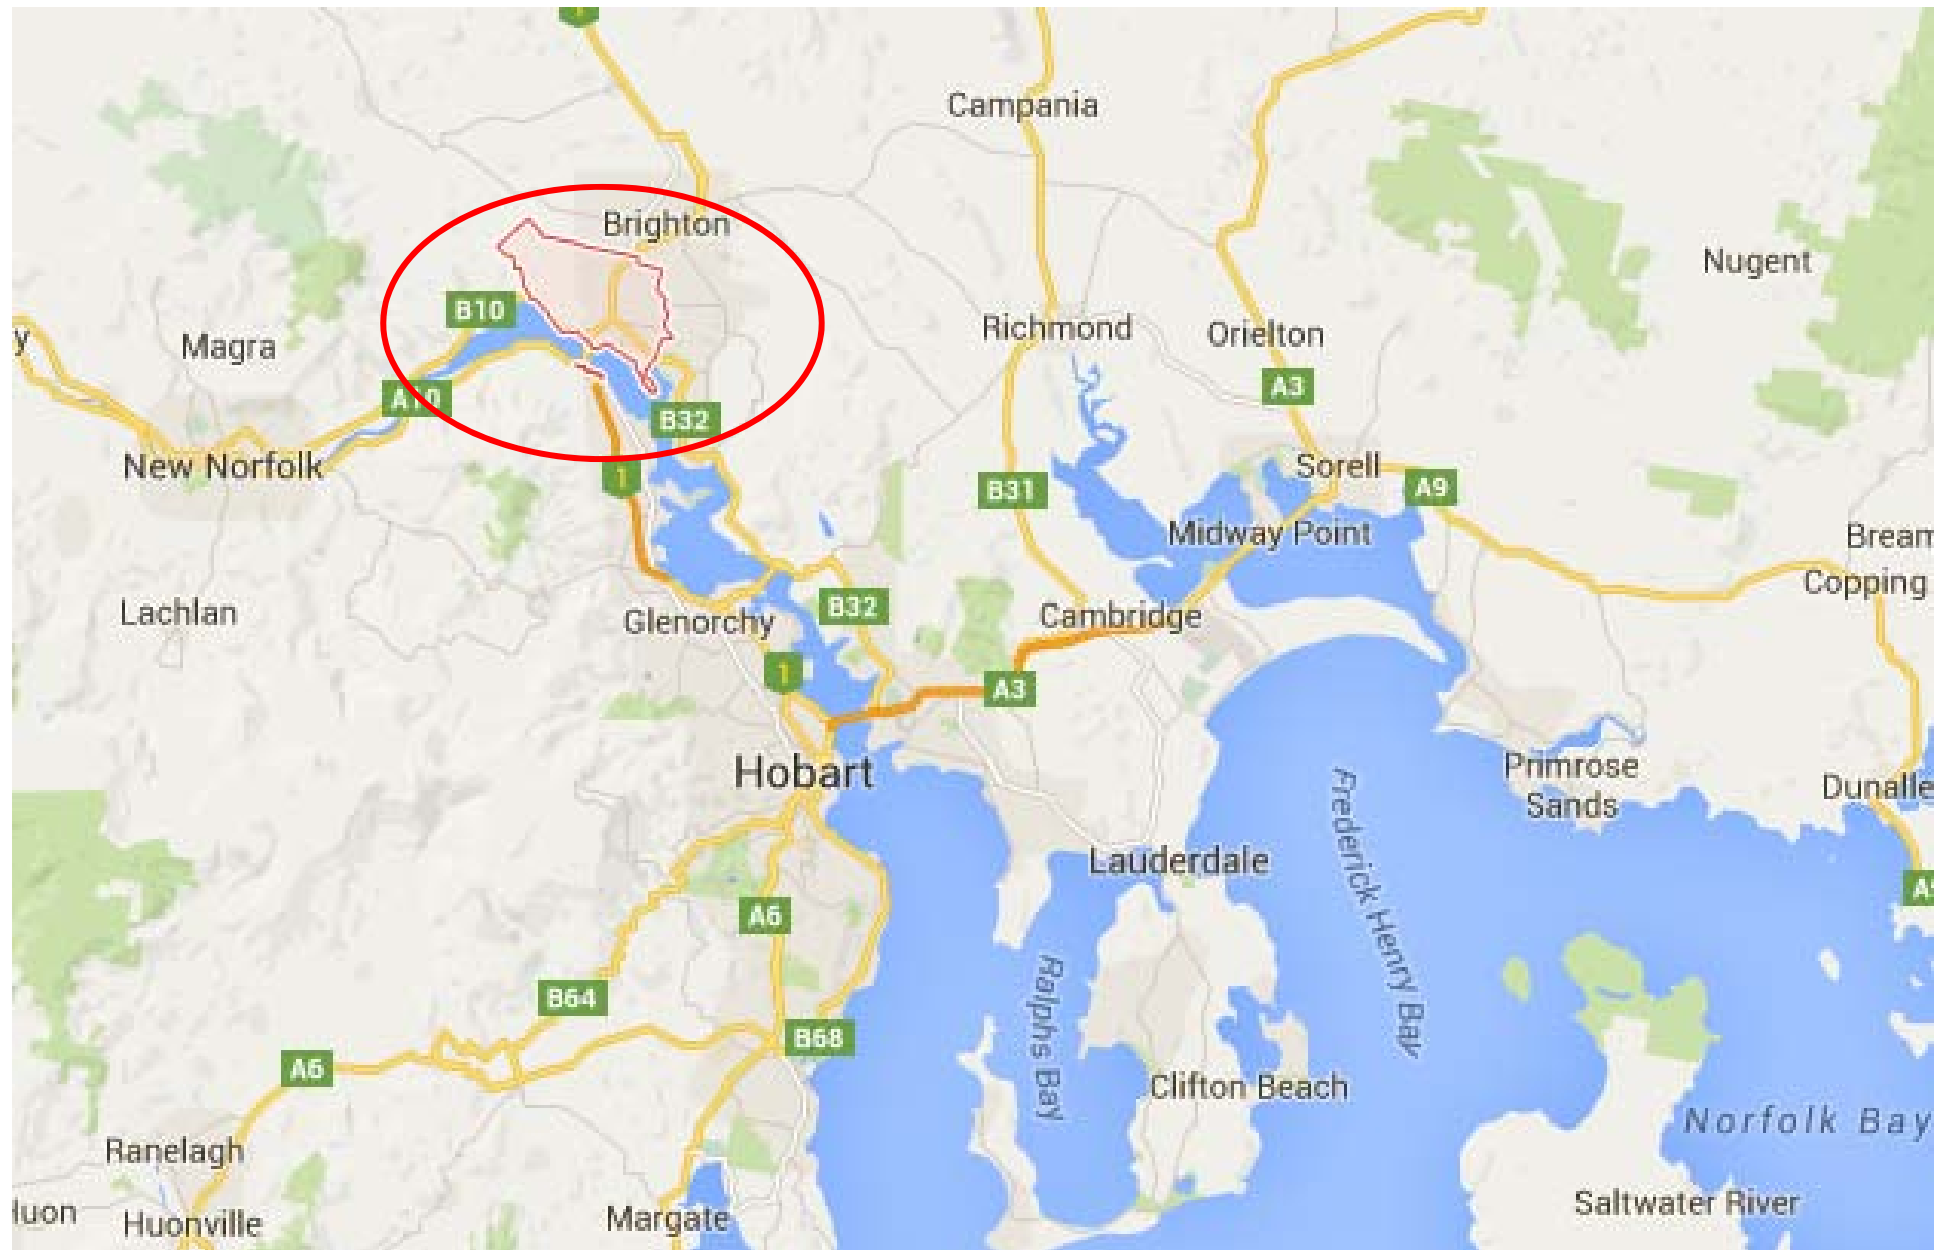 1
Campania
Brighton
Nugent
B10
Richmond
Orielton
y
Magra
A3
A10
B32
New Norfolk
Sorell
1
B31
A9
Midway Point
Bream
Copping
Lachlan
B32
Glenorchy
Cambridge
1
A3
Hobart
Primrose
Sands
Dunalle
Frederick Henry Bay
Lauderdale
A6
Ralphs Bay
B64
B68
A6
Clifton Beach
Norfolk Bay
Ranelagh
Saltwater River
Huonville
Margate